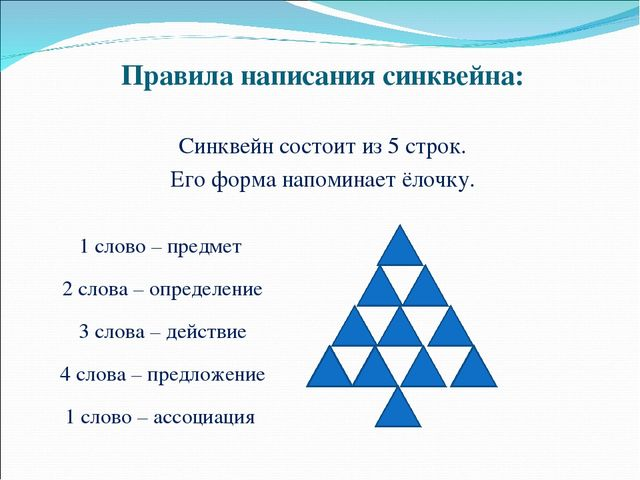 Правила написания синквейна:
Синквейн состоит из 5 строк.
Его форма напоминает ёлочку.
1 слово – предмет
2 слова – определение
3 слова – действие
4 слова – предложение
1 слово – ассоциация